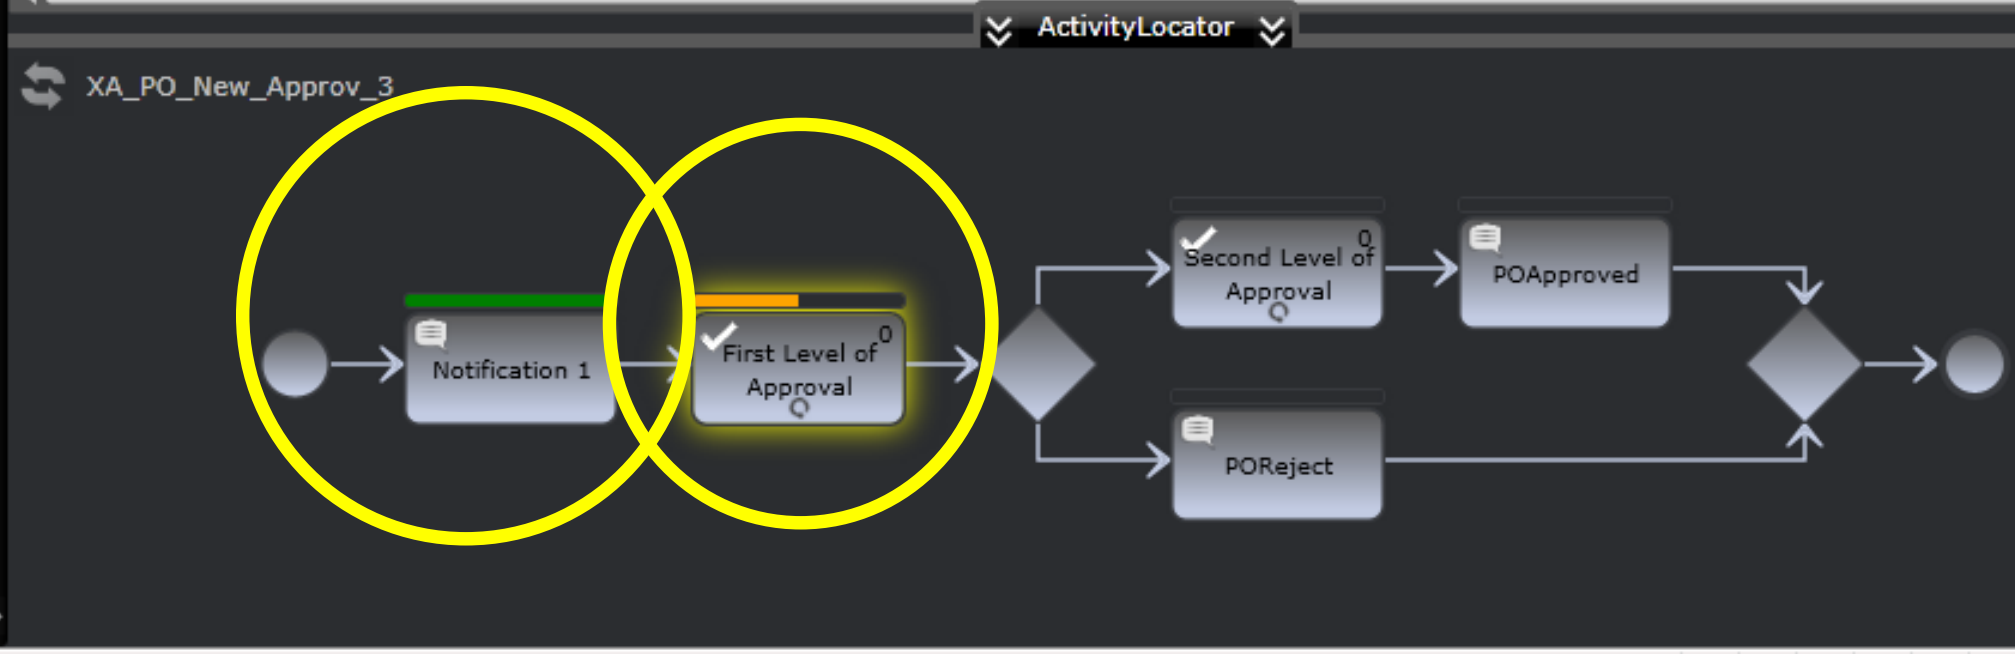 ActivityLocator
XA_PO_New_Approv_3
Notification 1
0
First Level of
Approval
0
Second Level of
Approval
POApproved
POReject